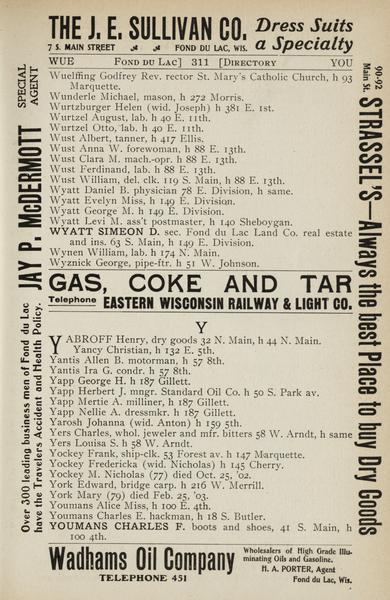 THE J. E. SULLIVAN CO. Dress Suits a Specialty
7 S. MAIN STREET FOND DU LAC, WIS.
WUE FOND DU LAC] 311 [DIRECTORY YOU
Wuelffing Godfrey Rev. rector St. Mary's Catholic Church, h 93
Marquette.
Wunderle Michael, mason, h 272 Morris.
Wurtzburger Helen (wid. Joseph) h 381 E. 1st.
Wurtzel August, lab. h 40 E. 11th.
Wurtzel Otto, lab. h 40 E. 11th.
Wust Albert, tanner, h 417 Ellis.
Wust Anna W. forewoman, h 88 E. 13th.
Wust Clara M. mach.-opr. h 88 E. 13th.
Wust Ferdinand, lab. h 88 E. 13th.
Wust William, del. clk. 119 S. Main, h 88 E. 13th.
Wyatt Daniel B. physician 78 E. Division, h same.
Wyatt Evelyn Miss, h 149 E. Division.
Wyatt George M. h 149 E. Division.
Wyatt Levi M. ass't postmaster, h 140 Sheboygan.
WYATT SIMEON D. sec. Fond du Lac Land Co. real estate
and ins. 63 S. Main, h 149 E. Division.
Wynen William, lab. h 174 N. Main.
Wyznick George, pipe-ftr. h 51 W. Johnson.
GAS, COKE AND TAR
Telephone EASTERN WISCONSIN RAILWAY & LIGHT CO.
Y
YABROFF Henry, dry goods 32 N. Main, h 44 N. Main.
Yancy Christian, h 132 E. 5th.
Yantis Allen B. motorman, h 57 8th.
Yantis Ira G. condr. h 57 8th.
Yapp George H. h 187 Gillett.
Yapp Herbert J. mngr. Standard Oil Co. h 50 S. Park av.
Yapp Mertie A. milliner, h 187 Gillett.
Yapp Nellie A. dressmkr. h 187 Gillett.
Yarosh Johanna (wid. Anton) h 159 5th.
Yers Charles, whol. jeweler and mfr. bitters 58 W. Arndt, h same
Yers Louisa S. h 58 W. Arndt.
Yockey Frank, ship-clk. 53 Forest av. h 147 Marquette.
Yockey Fredericka (wid. Nicholas) h 145 Cherry.
Yockey M. Nicholas (77) died Oct. 25, '02.
York Edward, bridge carp. h 216 W. Merrill.
York Mary (79) died Feb. 25, '03.
Youmans Alice Miss, h 100 E. 4th.
Youmans Charles E. hackman, h 18 S. Butler.
YOUMANS CHARLES F. boots and shoes, 41 S. Main, h
100 4th.
Wadhams Oil Company
TELEPHONE 451
Wholesalers of High Grade Illu-
minating Oils and Gasoline.
H. A. PORTER, Agent
Fond du Lac, Wis.
JAY P. McDERMOTT SPECIAL AGENT
Over 300 leading business men of Fond du Lac
have the Travelers Accident and Health Policy.
90-92 Main St. STRASSEL'S—Always the best Place to buy Dry Goods